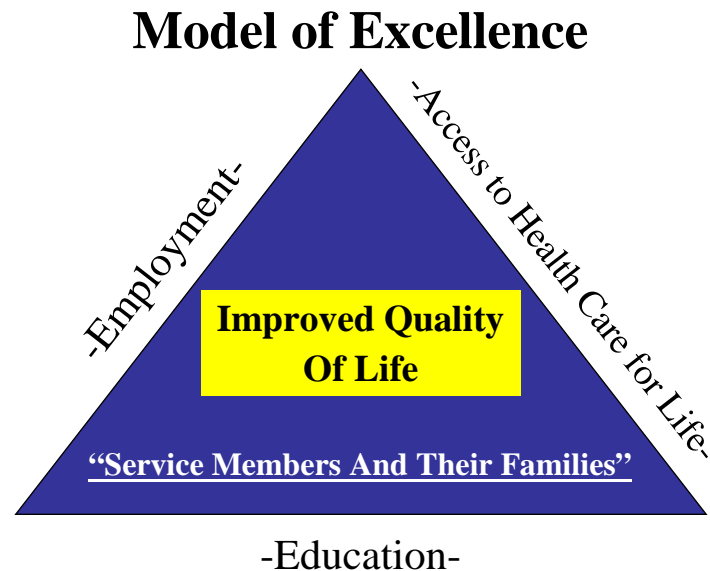 Model of Excellence
-Employment-
-Access to Health Care for Life-
Improved Quality
Of Life
“Service Members And Their Families”
-Education-